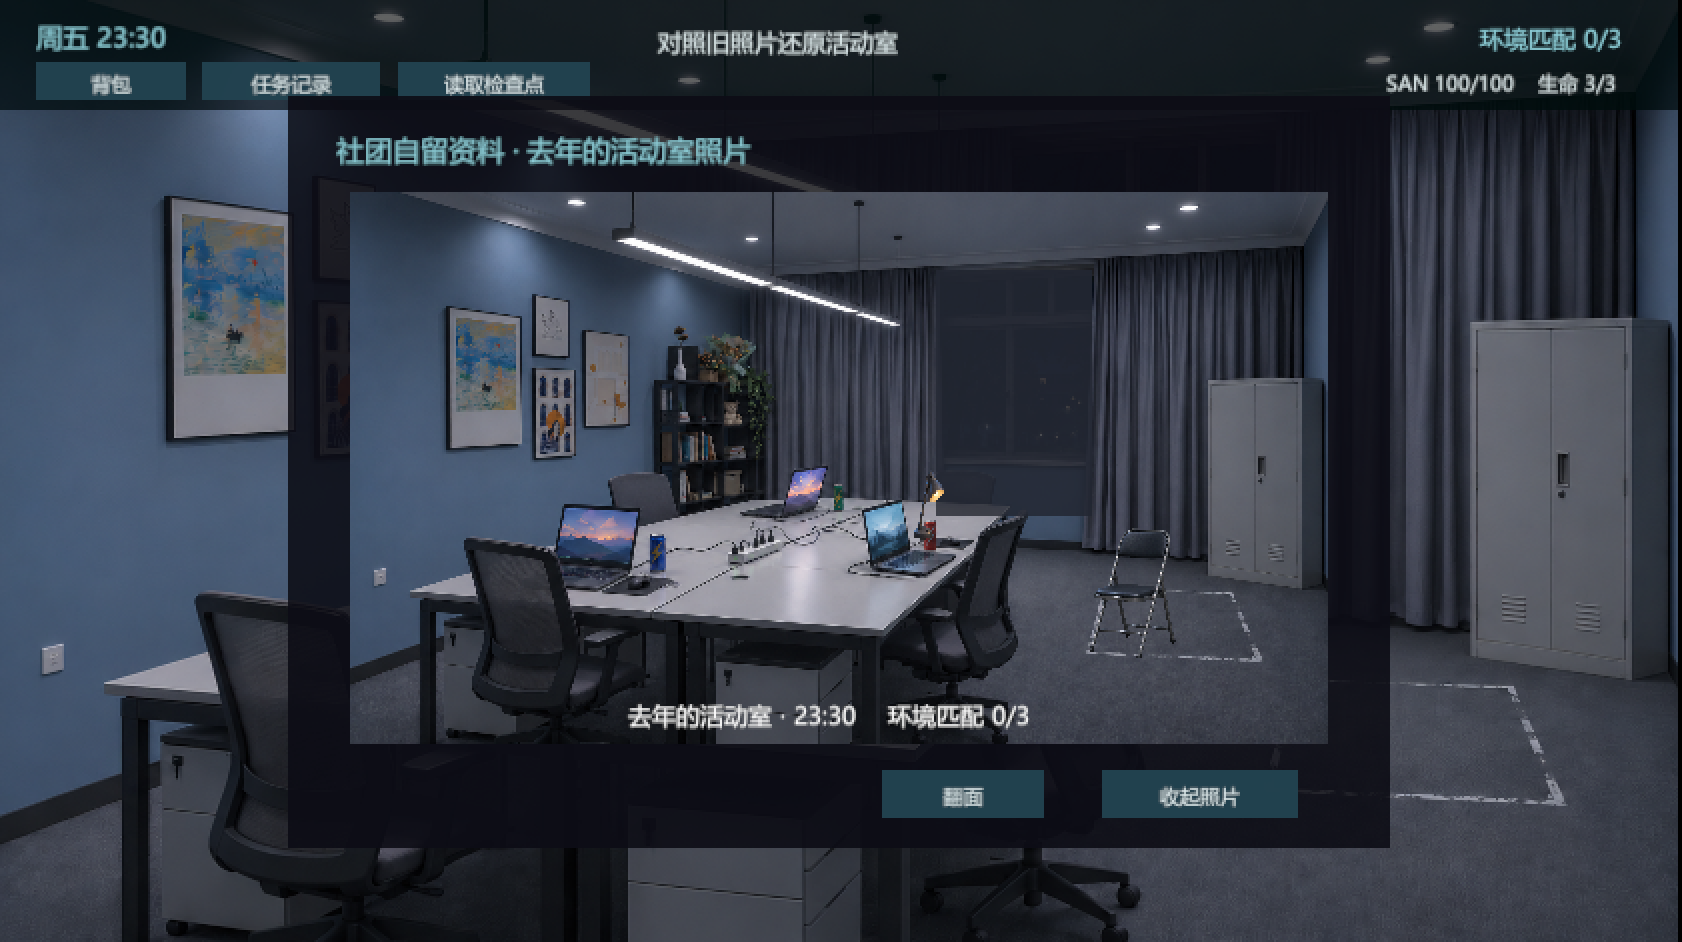 周五 23:30
对照旧照片还原活动室
环境匹配 0/3
背包
任务记录
读取检查点
SAN 100/100 生命 3/3
社团自留资料 · 去年的活动室照片
去年的活动室 · 23:30 环境匹配 0/3
翻面
收起照片